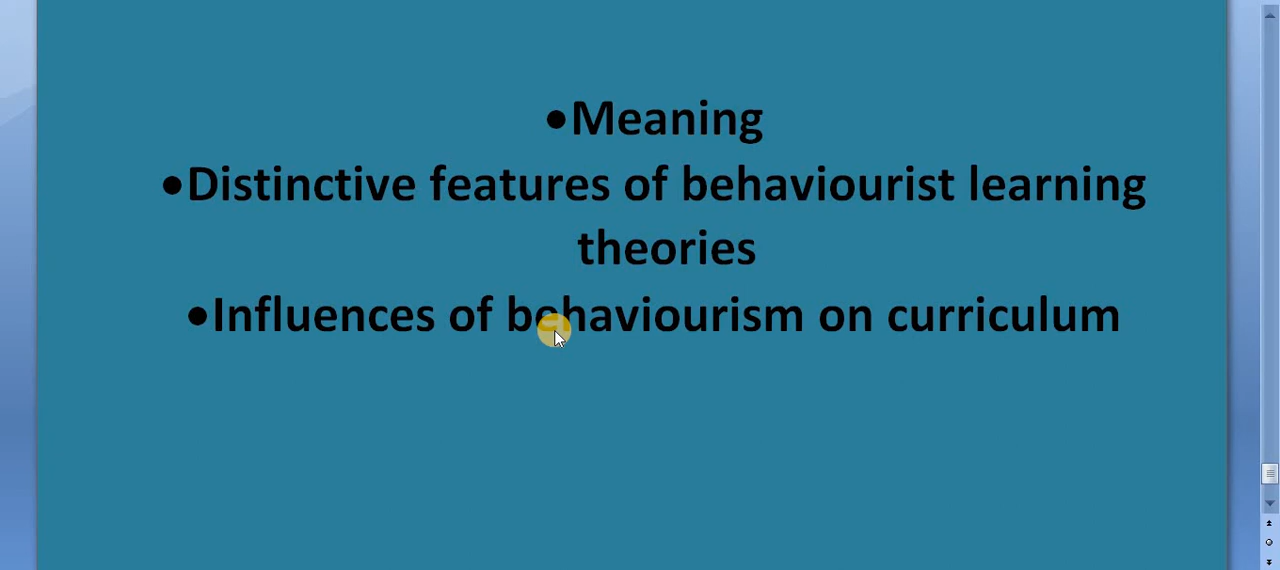 •Meaning
•Distinctive features of behaviourist learning
theories
•Influences of behaviourism on curriculum